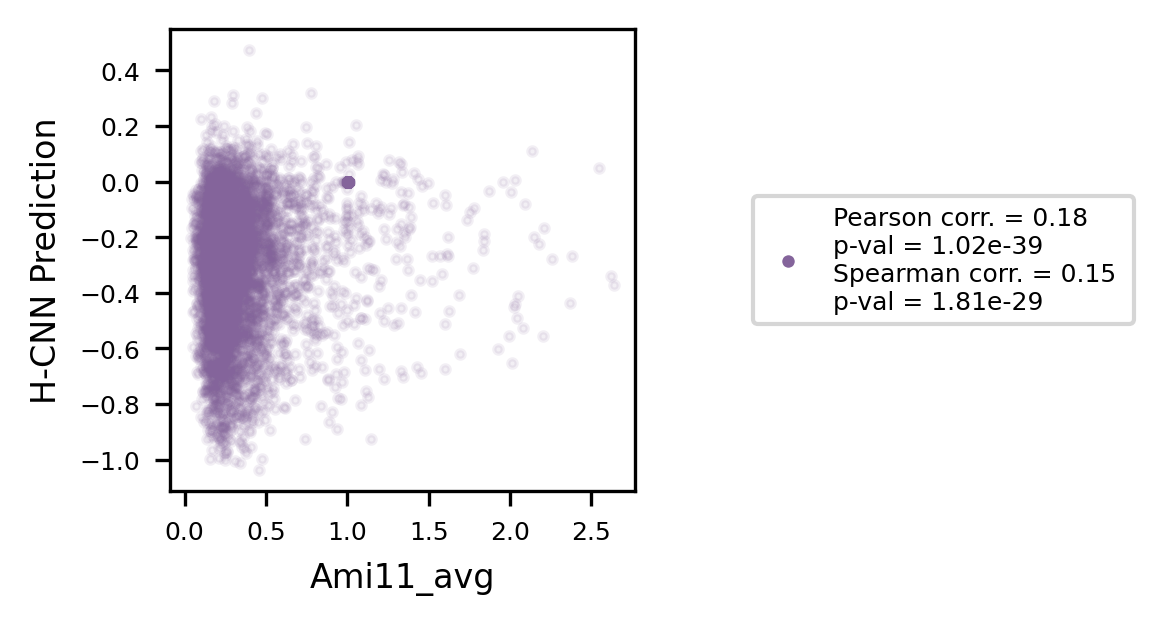 0.4
0.2
0.0
−0.2
−0.4
−0.6
−0.8
−1.0
H-CNN Prediction
0.0 0.5 1.0 1.5 2.0 2.5
Ami11_avg
Pearson corr. = 0.18
p-val = 1.02e-39
Spearman corr. = 0.15
p-val = 1.81e-29